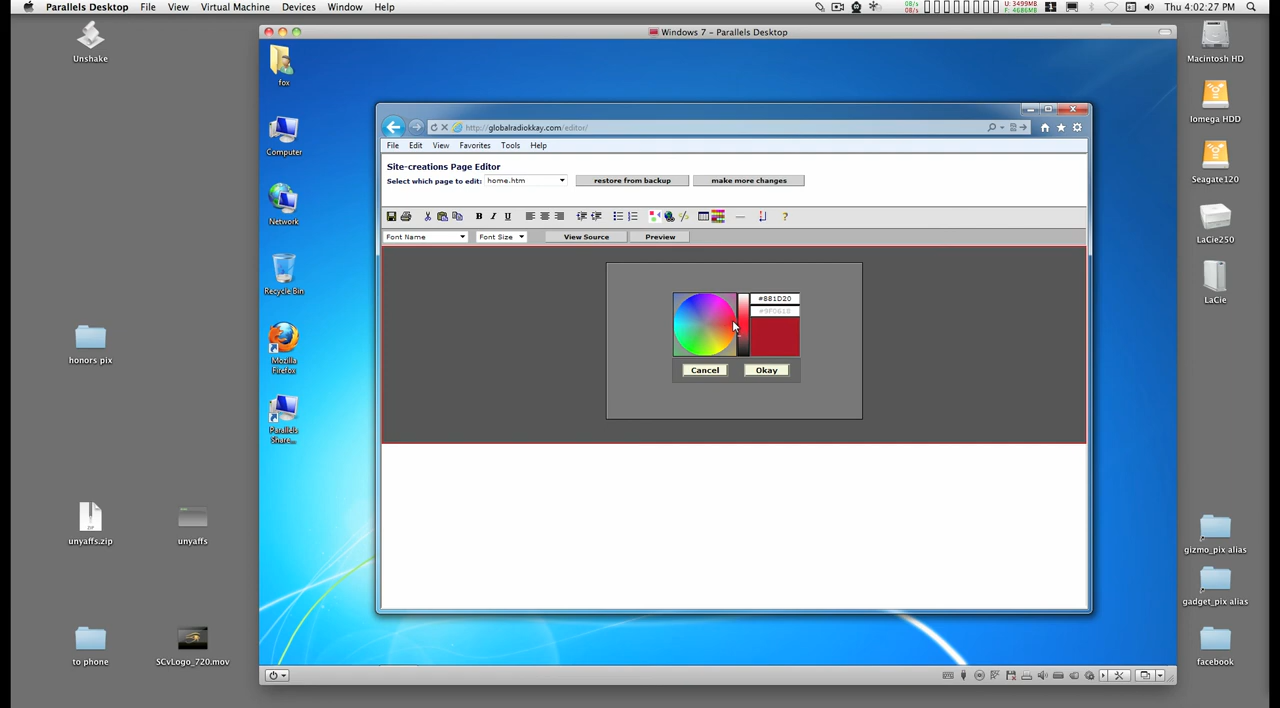 Parallels Desktop File View Virtual Machine Devices Window Help
Thu 4:02:27 PM
Windows 7 – Parallels Desktop
Unshake
honors pix
unyaffs.zip
unyaffs
to phone
SCvLogo_720.mov
fox
Computer
Network
Recycle Bin
Mozilla
Firefox
Parallels
Share...
http://globalradiokkay.com/editor/
File Edit View Favorites Tools Help
Site-creations Page Editor
Select which page to edit: home.htm
restore from backup
make more changes
B I U
?
Font Name
Font Size
View Source
Preview
#881D20
Cancel
Okay
Macintosh HD
Iomega HDD
Seagate120
LaCie250
LaCie
gizmo_pix alias
gadget_pix alias
facebook